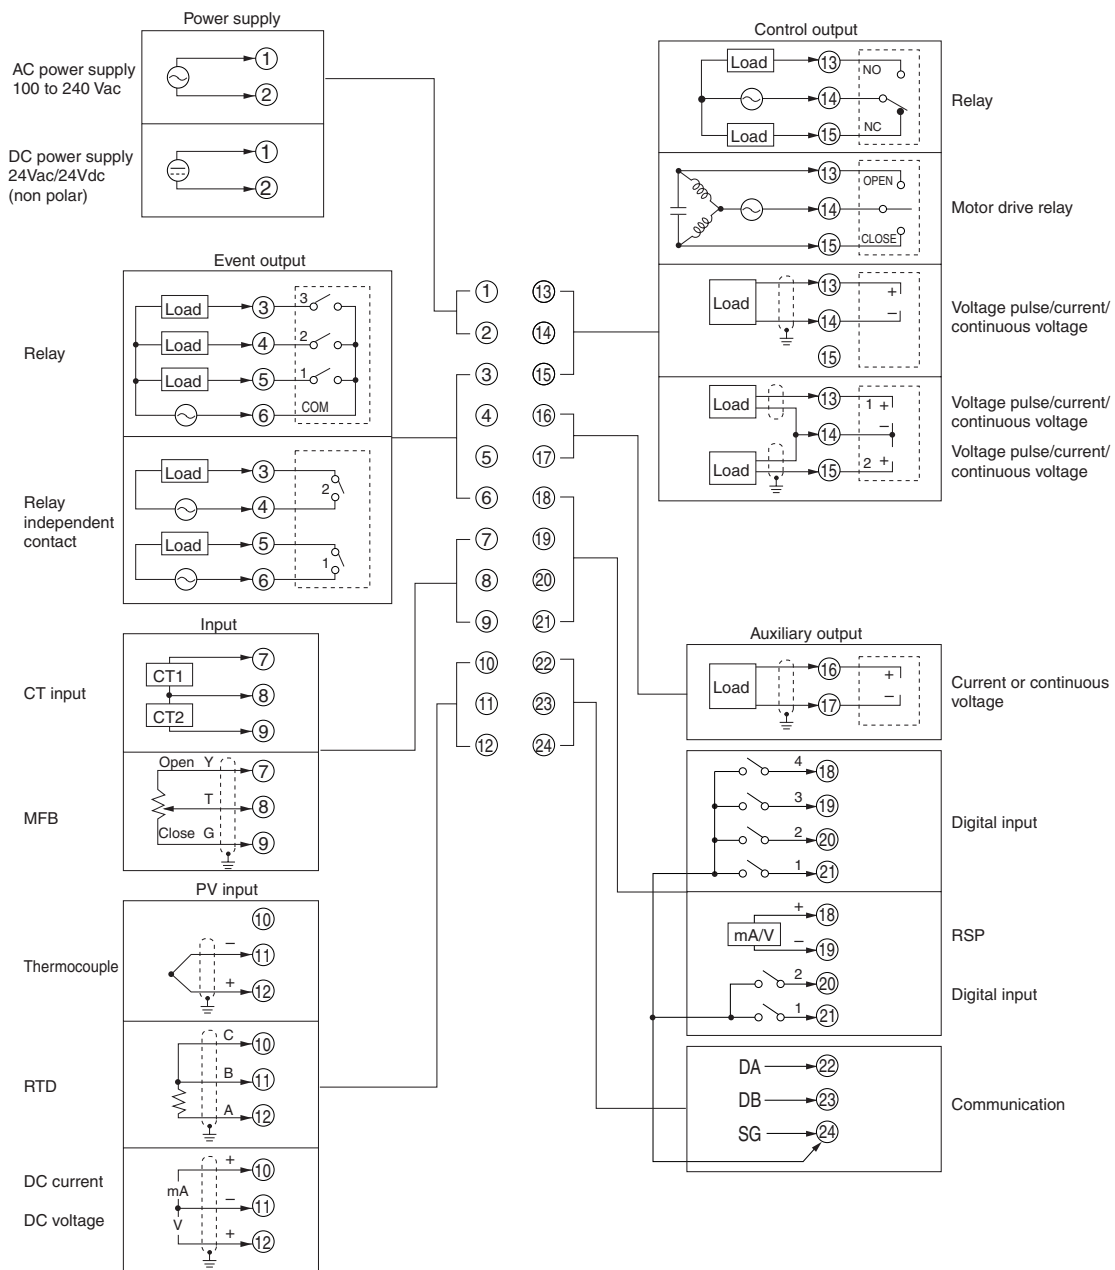 Power supply
AC power supply
100 to 240 Vac
1
2
DC power supply
24Vac/24Vdc
(non polar)
1
2
Event output
Relay
Load 3 3
Load 4 2
Load 5 1
6 COM
Relay
independent
contact
Load 3
2
4
Load 5
1
6
Input
CT input
CT1
CT2
7
8
9
MFB
Open Y 7
T 8
Close G 9
PV input
Thermocouple
10
− 11
+ 12
RTD
C 10
B 11
A 12
DC current
DC voltage
mA
V
+ 10
− 11
+ 12
1 13
2 14
3 15
4 16
5 17
6 18
7 19
8 20
9 21
10 22
11 23
12 24
Control output
Load 13 NO
14
Load 15 NC
Relay
13 OPEN
14
15 CLOSE
Motor drive relay
Load
13 +
14 −
15
Voltage pulse/current/
continuous voltage
Load 13 1 +
14 −
Load 15 2 +
Voltage pulse/current/
continuous voltage
Voltage pulse/current/
continuous voltage
Auxiliary output
Load
16 +
17 −
Current or continuous
voltage
4 18
3 19
2 20
1 21
Digital input
mA/V
+ 18
− 19
RSP
2 20
1 21
Digital input
DA 22
DB 23
SG 24
Communication